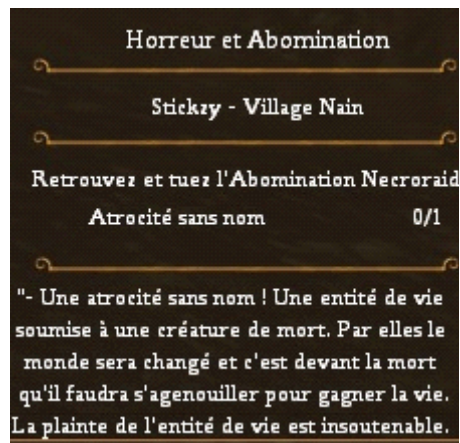 Horreur et Abomination
Stickzy - Village Nain
Retrouvez et tuez l'Abomination Necroraid
Atrocité sans nom 0/1
"- Une atrocité sans nom ! Une entité de vie
soumise à une créature de mort. Par elles le
monde sera changé et c'est devant la mort
qu'il faudra s'agenouiller pour gagner la vie.
La plainte de l'entité de vie est insoutenable.